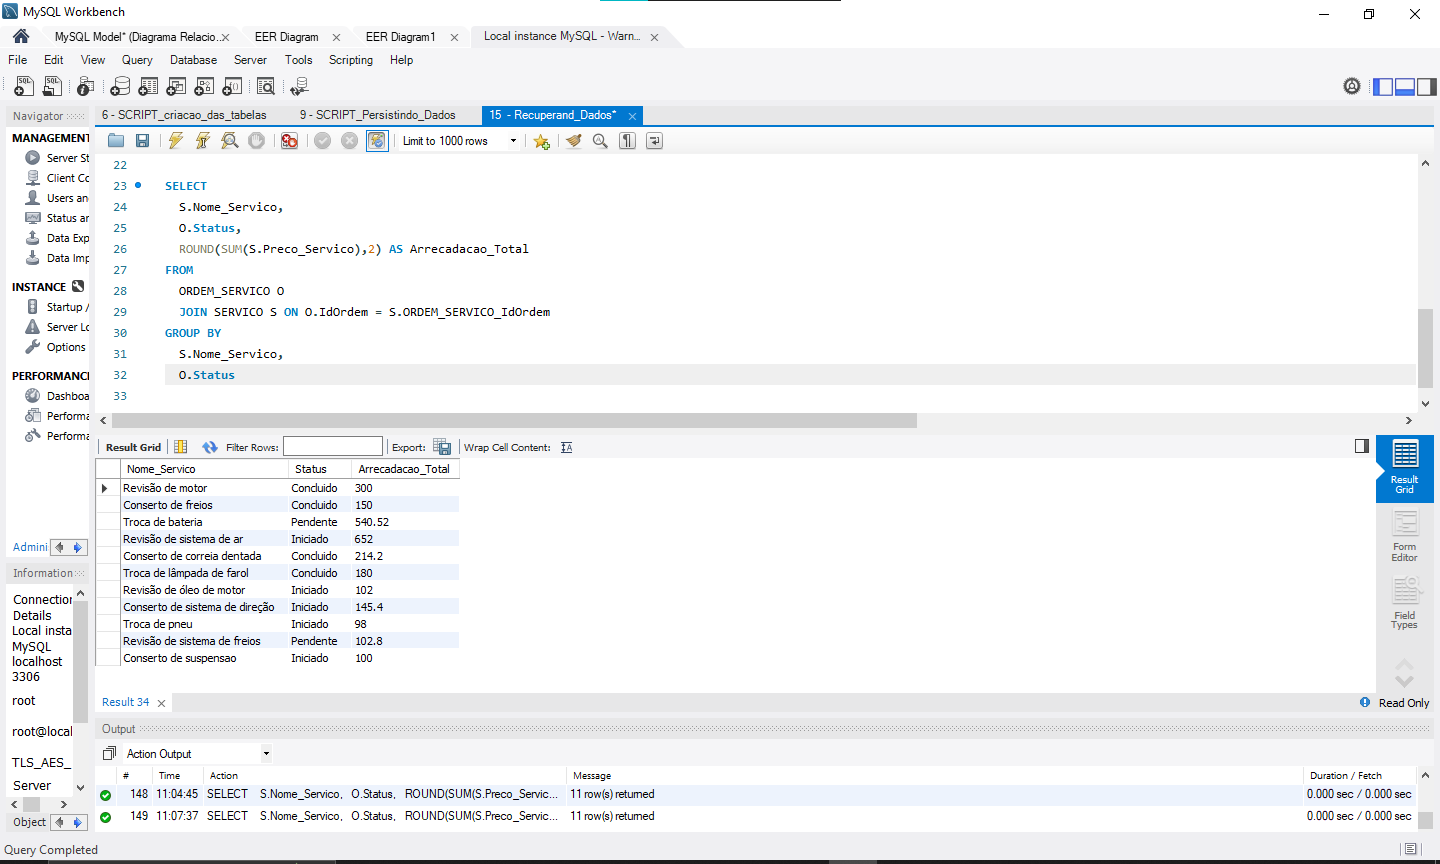 MySQL Workbench
MySQL Model* (Diagrama Relacio... EER Diagram EER Diagram1 Local instance MySQL - Warn...
File Edit View Query Database Server Tools Scripting Help
Navigator 6 - SCRIPT_criacao_das_tabelas 9 - SCRIPT_Persistindo_Dados 15 - Recuperand_Dados*
MANAGEMENT
Server St
Client Co
Users an
Status ar
Data Exp
Data Imp
INSTANCE
Startup /
Server Lo
Options
PERFORMANC
Dashboa
Performa
Performa
Admini
Information
Connection
Details
Local insta
MySQL
localhost
3306
root
root@local
TLS_AES_
Server
Object
Limit to 1000 rows
22
23 SELECT
24 S.Nome_Servico,
25 O.Status,
26 ROUND(SUM(S.Preco_Servico),2) AS Arrecadacao_Total
27 FROM
28 ORDEM_SERVICO O
29 JOIN SERVICO S ON O.IdOrdem = S.ORDEM_SERVICO_IdOrdem
30 GROUP BY
31 S.Nome_Servico,
32 O.Status
33
Result Grid Filter Rows: Export: Wrap Cell Content:
Nome_Servico Status Arrecadacao_Total
Revisão de motor Concluido 300
Conserto de freios Concluido 150
Troca de bateria Pendente 540.52
Revisão de sistema de ar Iniciado 652
Conserto de correia dentada Concluido 214.2
Troca de lâmpada de farol Concluido 180
Revisão de óleo de motor Iniciado 102
Conserto de sistema de direção Iniciado 145.4
Troca de pneu Iniciado 98
Revisão de sistema de freios Pendente 102.8
Conserto de suspensao Iniciado 100
Result
Grid
Form
Editor
Field
Types
Result 34 Read Only
Output
Action Output
# Time Action Message Duration / Fetch
148 11:04:45 SELECT S.Nome_Servico, O.Status, ROUND(SUM(S.Preco_Servic... 11 row(s) returned 0.000 sec / 0.000 sec
149 11:07:37 SELECT S.Nome_Servico, O.Status, ROUND(SUM(S.Preco_Servic... 11 row(s) returned 0.000 sec / 0.000 sec
Query Completed